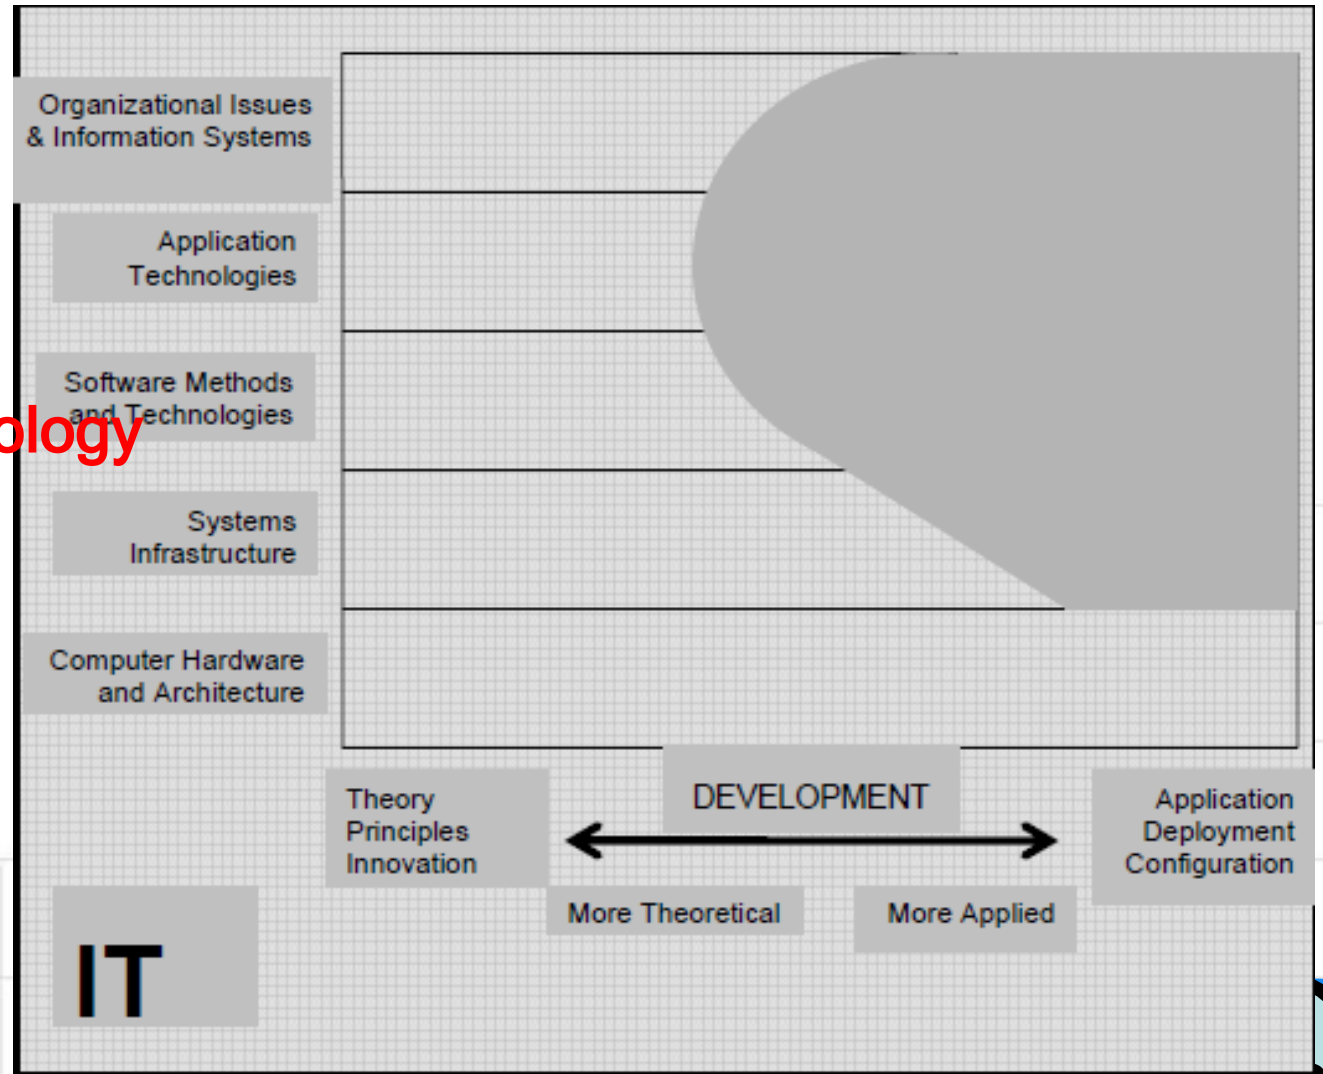 Organizational Issues
& Information Systems
Application
Technologies
Software Methods
and Technologies
ology
Systems
Infrastructure
Computer Hardware
and Architecture
Theory
Principles
Innovation
DEVELOPMENT
Application
Deployment
Configuration
More Theoretical
More Applied
IT